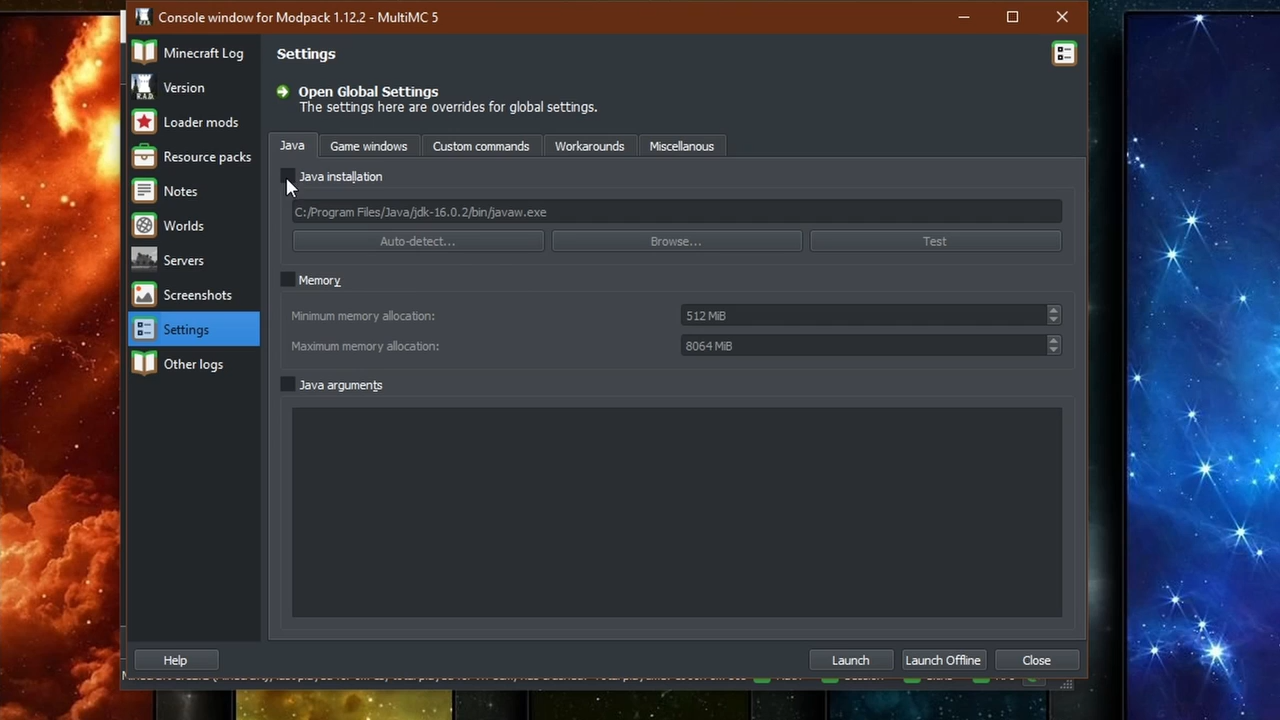 Console window for Modpack 1.12.2 - MultiMC 5
Minecraft Log
Version
Loader mods
Resource packs
Notes
Worlds
Servers
Screenshots
Settings
Other logs
Settings
Open Global Settings
The settings here are overrides for global settings.
Java
Game windows
Custom commands
Workarounds
Miscellanous
Java installation
C:/Program Files/Java/jdk-16.0.2/bin/javaw.exe
Auto-detect...
Browse...
Test
Memory
Minimum memory allocation:
512 MiB
Maximum memory allocation:
8064 MiB
Java arguments
Help
Launch
Launch Offline
Close
R.A.D.